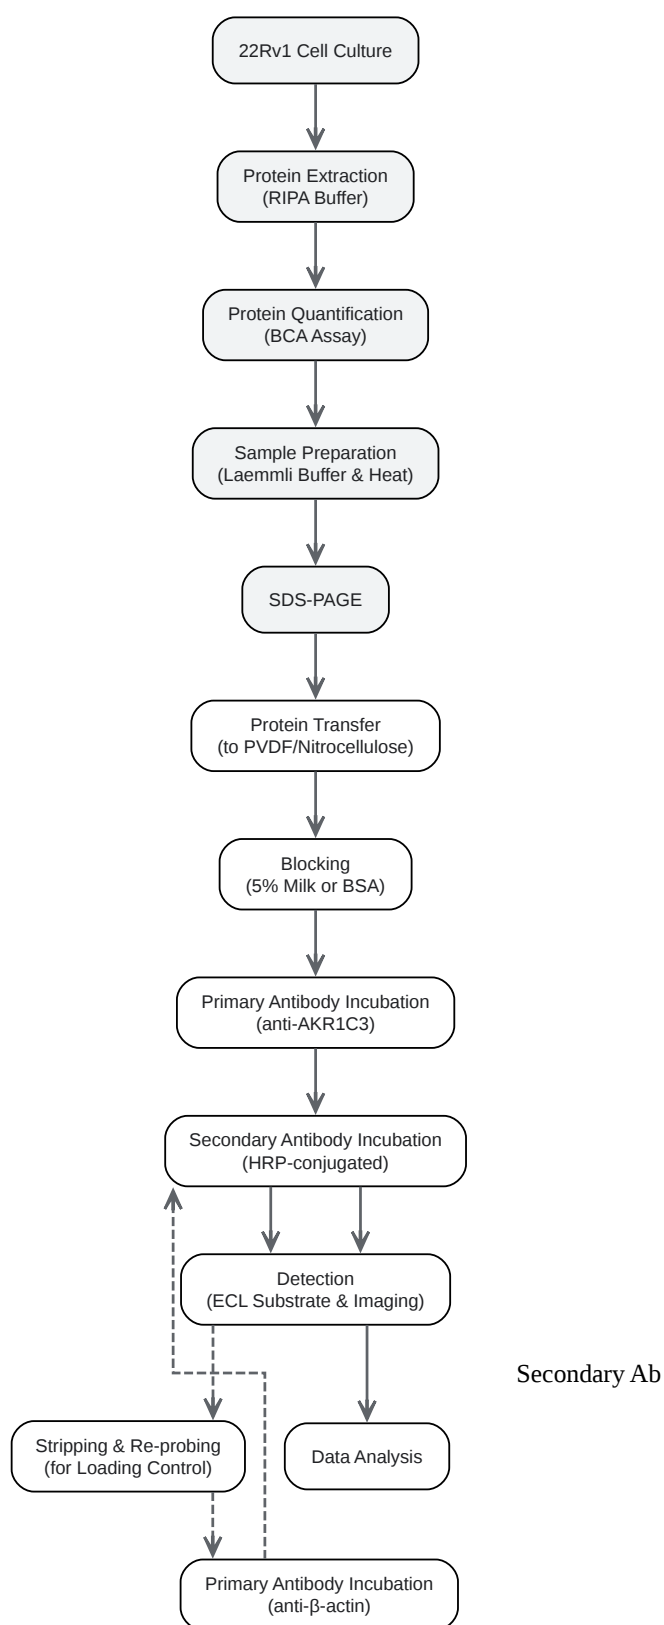 22Rv1 Cell Culture
Protein Extraction
(RIPA Buffer)
Protein Quantification
(BCA Assay)
Sample Preparation
(Laemmli Buffer & Heat)
SDS-PAGE
Protein Transfer
(to PVDF/Nitrocellulose)
Blocking
(5% Milk or BSA)
Primary Antibody Incubation
(anti-AKR1C3)
Secondary Antibody Incubation
(HRP-conjugated)
Detection
(ECL Substrate & Imaging)
Secondary Ab
Stripping & Re-probing
(for Loading Control)
Data Analysis
Primary Antibody Incubation
(anti-β-actin)